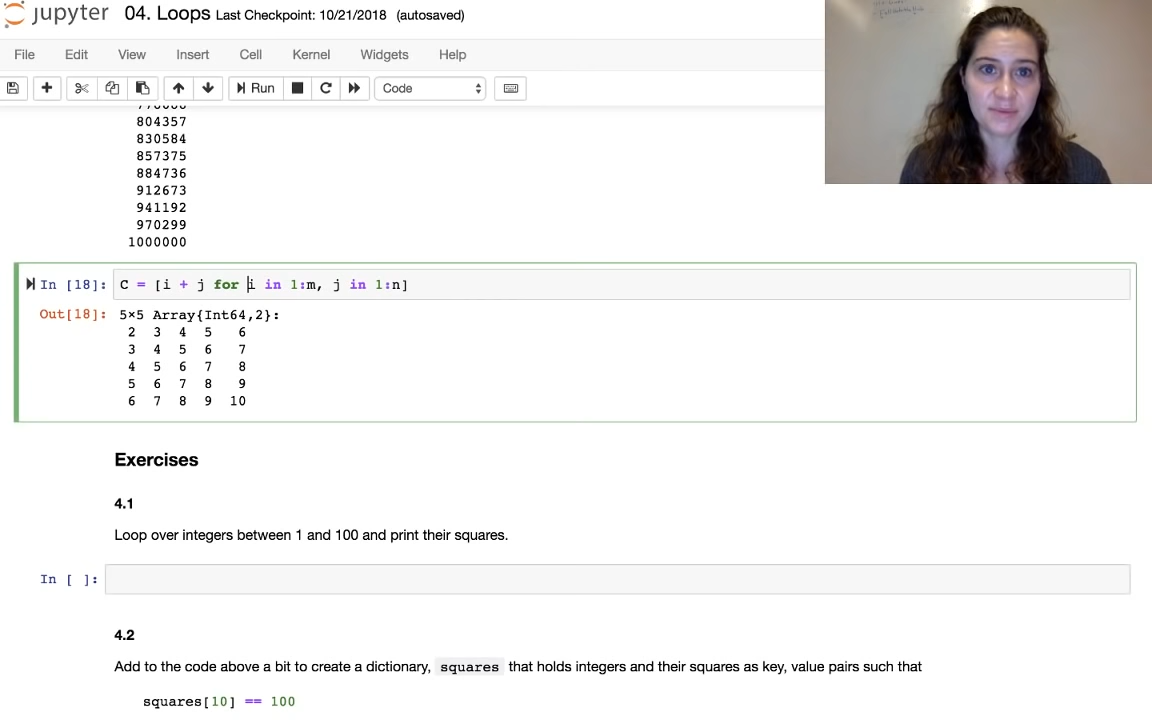 jupyter 04. Loops Last Checkpoint: 10/21/2018 (autosaved)
File Edit View Insert Cell Kernel Widgets Help
Run Code
804357
830584
857375
884736
912673
941192
970299
1000000
In [18]: C = [i + j for i in 1:m, j in 1:n]
Out[18]: 5×5 Array{Int64,2}:
2 3 4 5 6
3 4 5 6 7
4 5 6 7 8
5 6 7 8 9
6 7 8 9 10
Exercises
4.1
Loop over integers between 1 and 100 and print their squares.
In [ ]:
4.2
Add to the code above a bit to create a dictionary, squares that holds integers and their squares as key, value pairs such that
squares[10] == 100